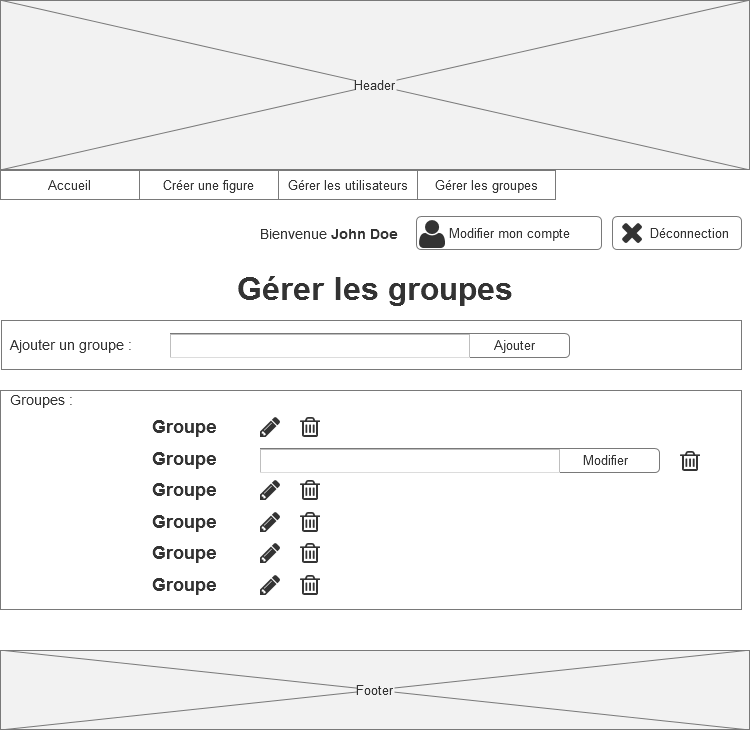 Header
Accueil Créer une figure Gérer les utilisateurs Gérer les groupes
Bienvenue John Doe Modifier mon compte Déconnection
Gérer les groupes
Ajouter un groupe : Ajouter
Groupes :
Groupe
Groupe Modifier
Groupe
Groupe
Groupe
Groupe
Footer